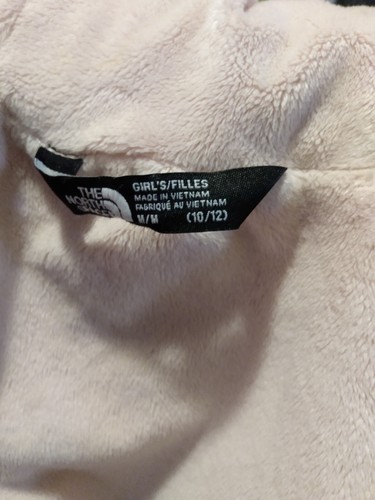 THE
NORTH
FACE
GIRL'S/FILLES
MADE IN VIETNAM
FABRIQUÉ AU VIETNAM
M/M (10/12)